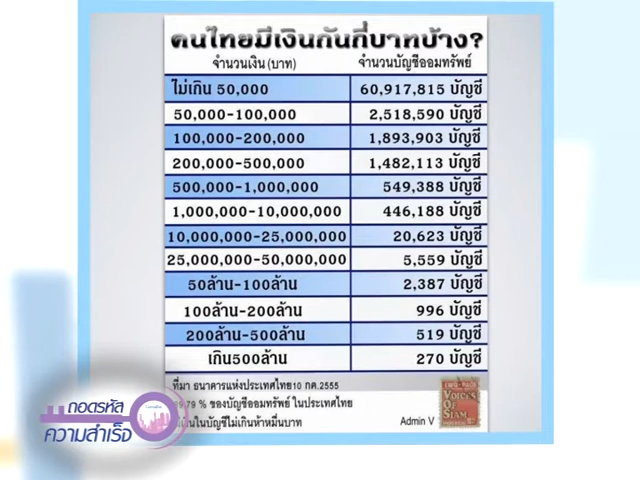 คนไทยมีเงินกันกี่บาทบ้าง?
จำนวนเงิน (บาท) จำนวนบัญชีออมทรัพย์
ไม่เกิน 50,000 60,917,815 บัญชี
50,000-100,000 2,518,590 บัญชี
100,000-200,000 1,893,903 บัญชี
200,000-500,000 1,482,113 บัญชี
500,000-1,000,000 549,388 บัญชี
1,000,000-10,000,000 446,188 บัญชี
10,000,000-25,000,000 20,623 บัญชี
25,000,000-50,000,000 5,559 บัญชี
50ล้าน-100ล้าน 2,387 บัญชี
100ล้าน-200ล้าน 996 บัญชี
200ล้าน-500ล้าน 519 บัญชี
เกิน500ล้าน 270 บัญชี
ที่มา ธนาคารแห่งประเทศไทย10 กค.2555
79 % ของบัญชีออมทรัพย์ ในประเทศไทย
ในบัญชีไม่เกินห้าหมื่นบาท Admin V
VOICES
OF
SIAM
ถอดรหัส
ความสำเร็จ